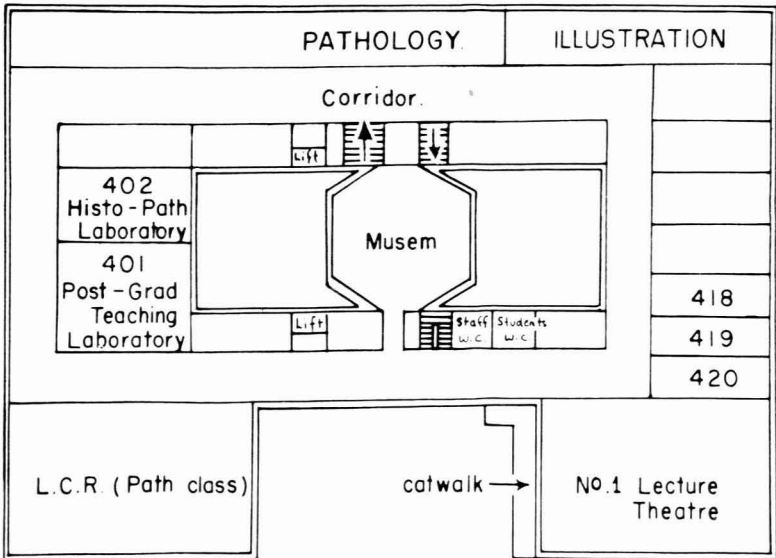 PATHOLOGY.
ILLUSTRATION
Corridor.
Lift
402
Histo-Path
Laboratory
Musem
401
Post-Grad
Teaching
Laboratory
418
Lift
Staff
W.C.
Students
W.C.
419
420
L.C.R. (Path class)
catwalk
No.1 Lecture
Theatre